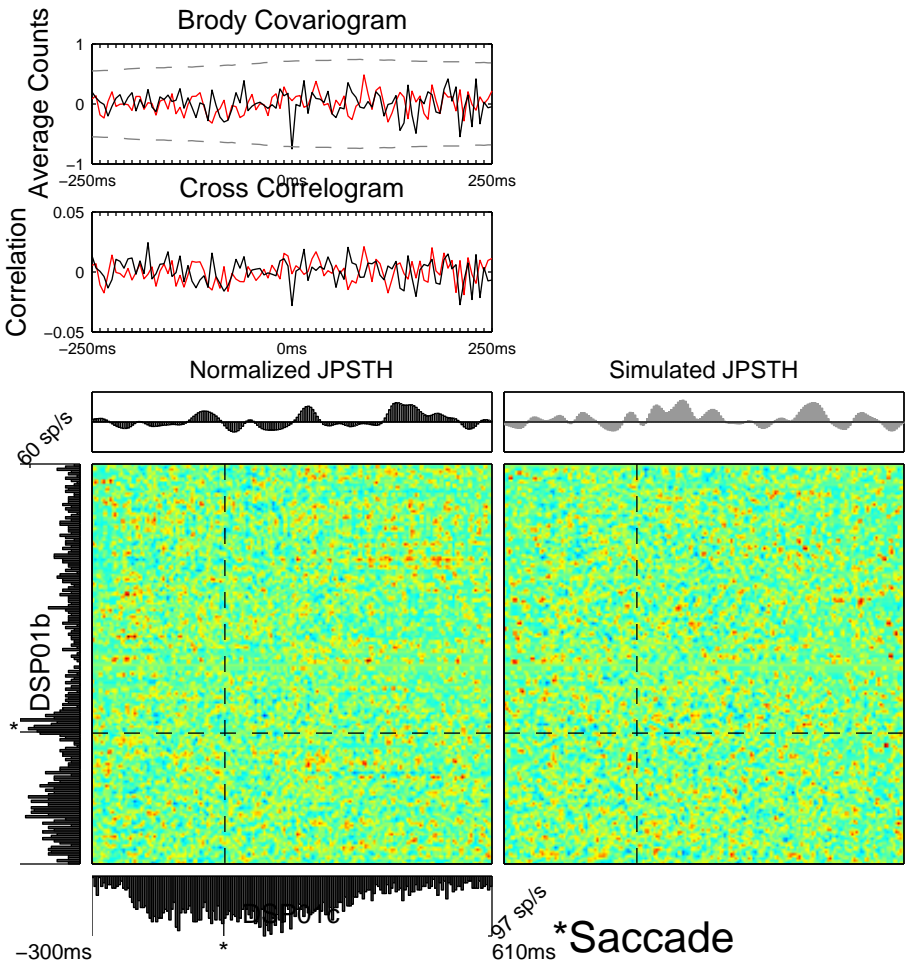 Brody Covariogram
Average Counts
1
0
−1
−250ms
0ms
250ms
Cross Correlogram
Correlation
0.05
0
−0.05
−250ms
0ms
250ms
Normalized JPSTH
Simulated JPSTH
60 sp/s
DSP01b
*
DSP01c
97 sp/s
*
−300ms
610ms
*Saccade